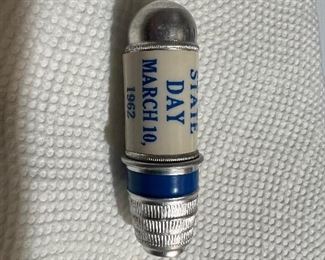 STATE
DAY
MARCH 10,
1962